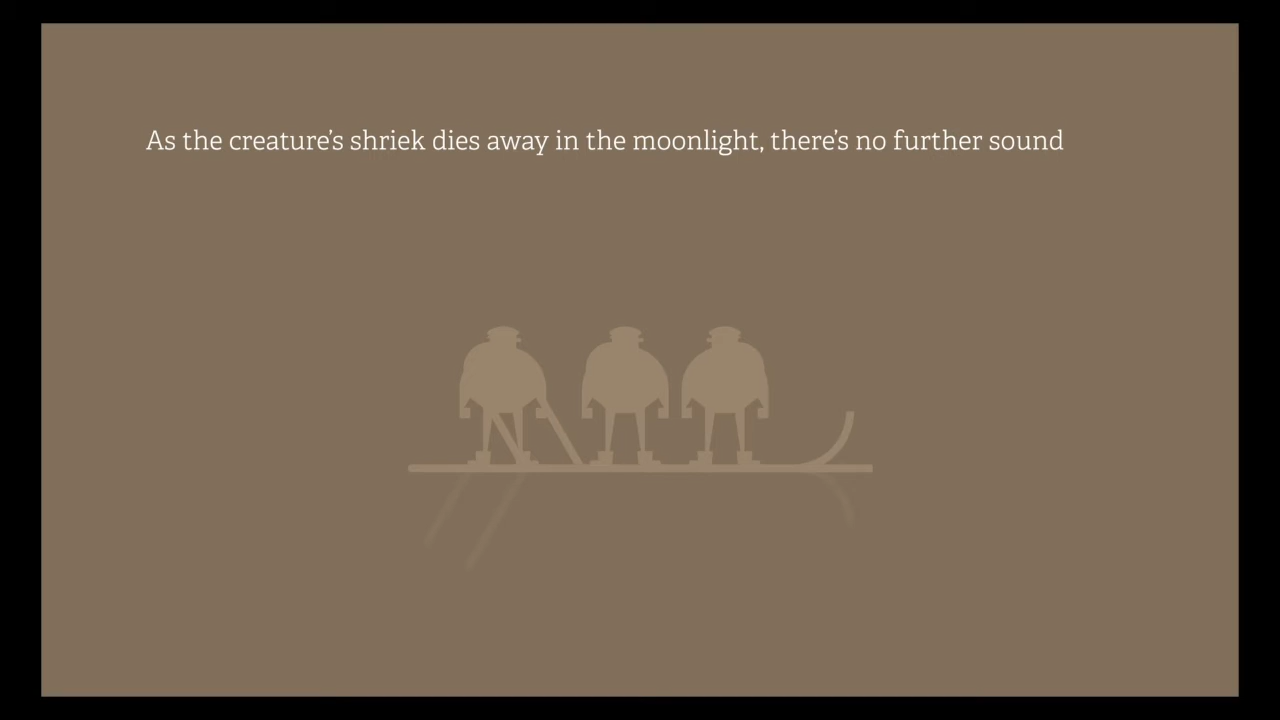 As the creature’s shriek dies away in the moonlight, there’s no further sound